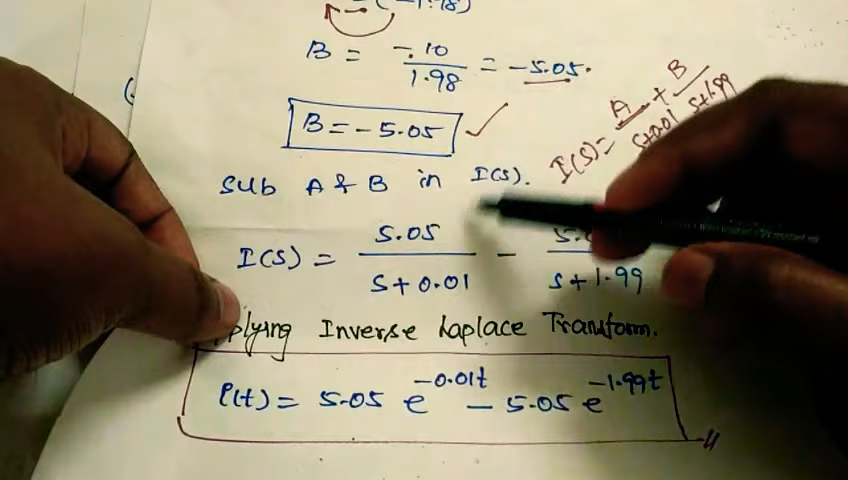 B = -.10/1.98 = -5.05.
B = -5.05 ✓
I(S) = A/S+0.01 + B/S+1.99
Sub A & B in I(S).
I(S) = 5.05/S+0.01 - 5./S+1.99
plying Inverse Laplace Transform.
i(t) = 5.05 e^-0.01t - 5.05 e^-1.99t